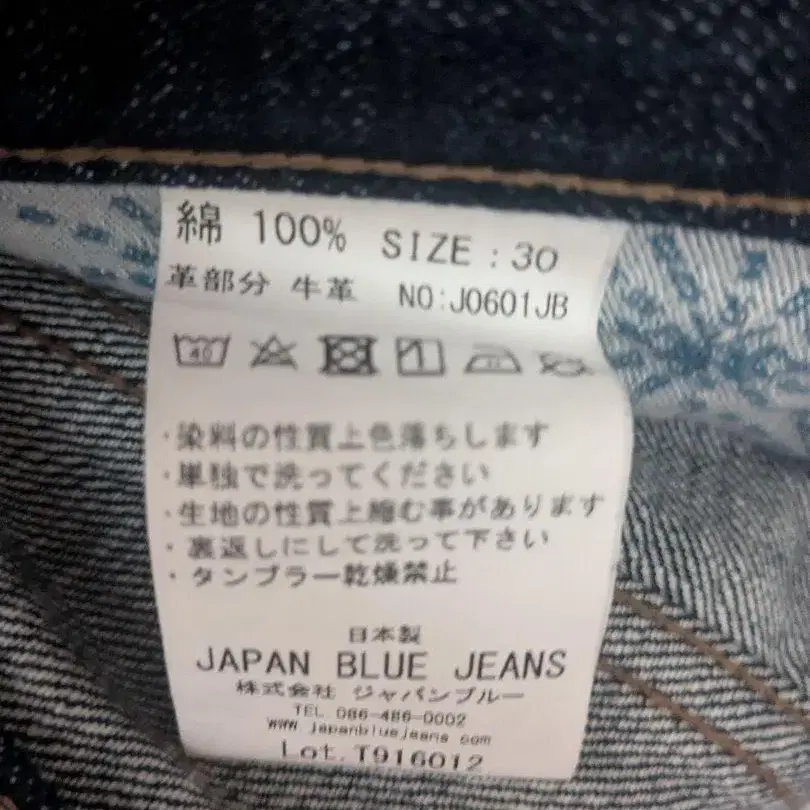 綿 100% SIZE : 30
革部分 牛革 NO:J0601JB
40
・染料の性質上色落ちします
・単独で洗ってください
・生地の性質上縮む事があります
・裏返しにして洗って下さい
・タンブラー乾燥禁止
日本製
JAPAN BLUE JEANS
株式会社 ジャパンブルー
TEL 086-486-0002
www japanbluejeans com
Lot.T916012